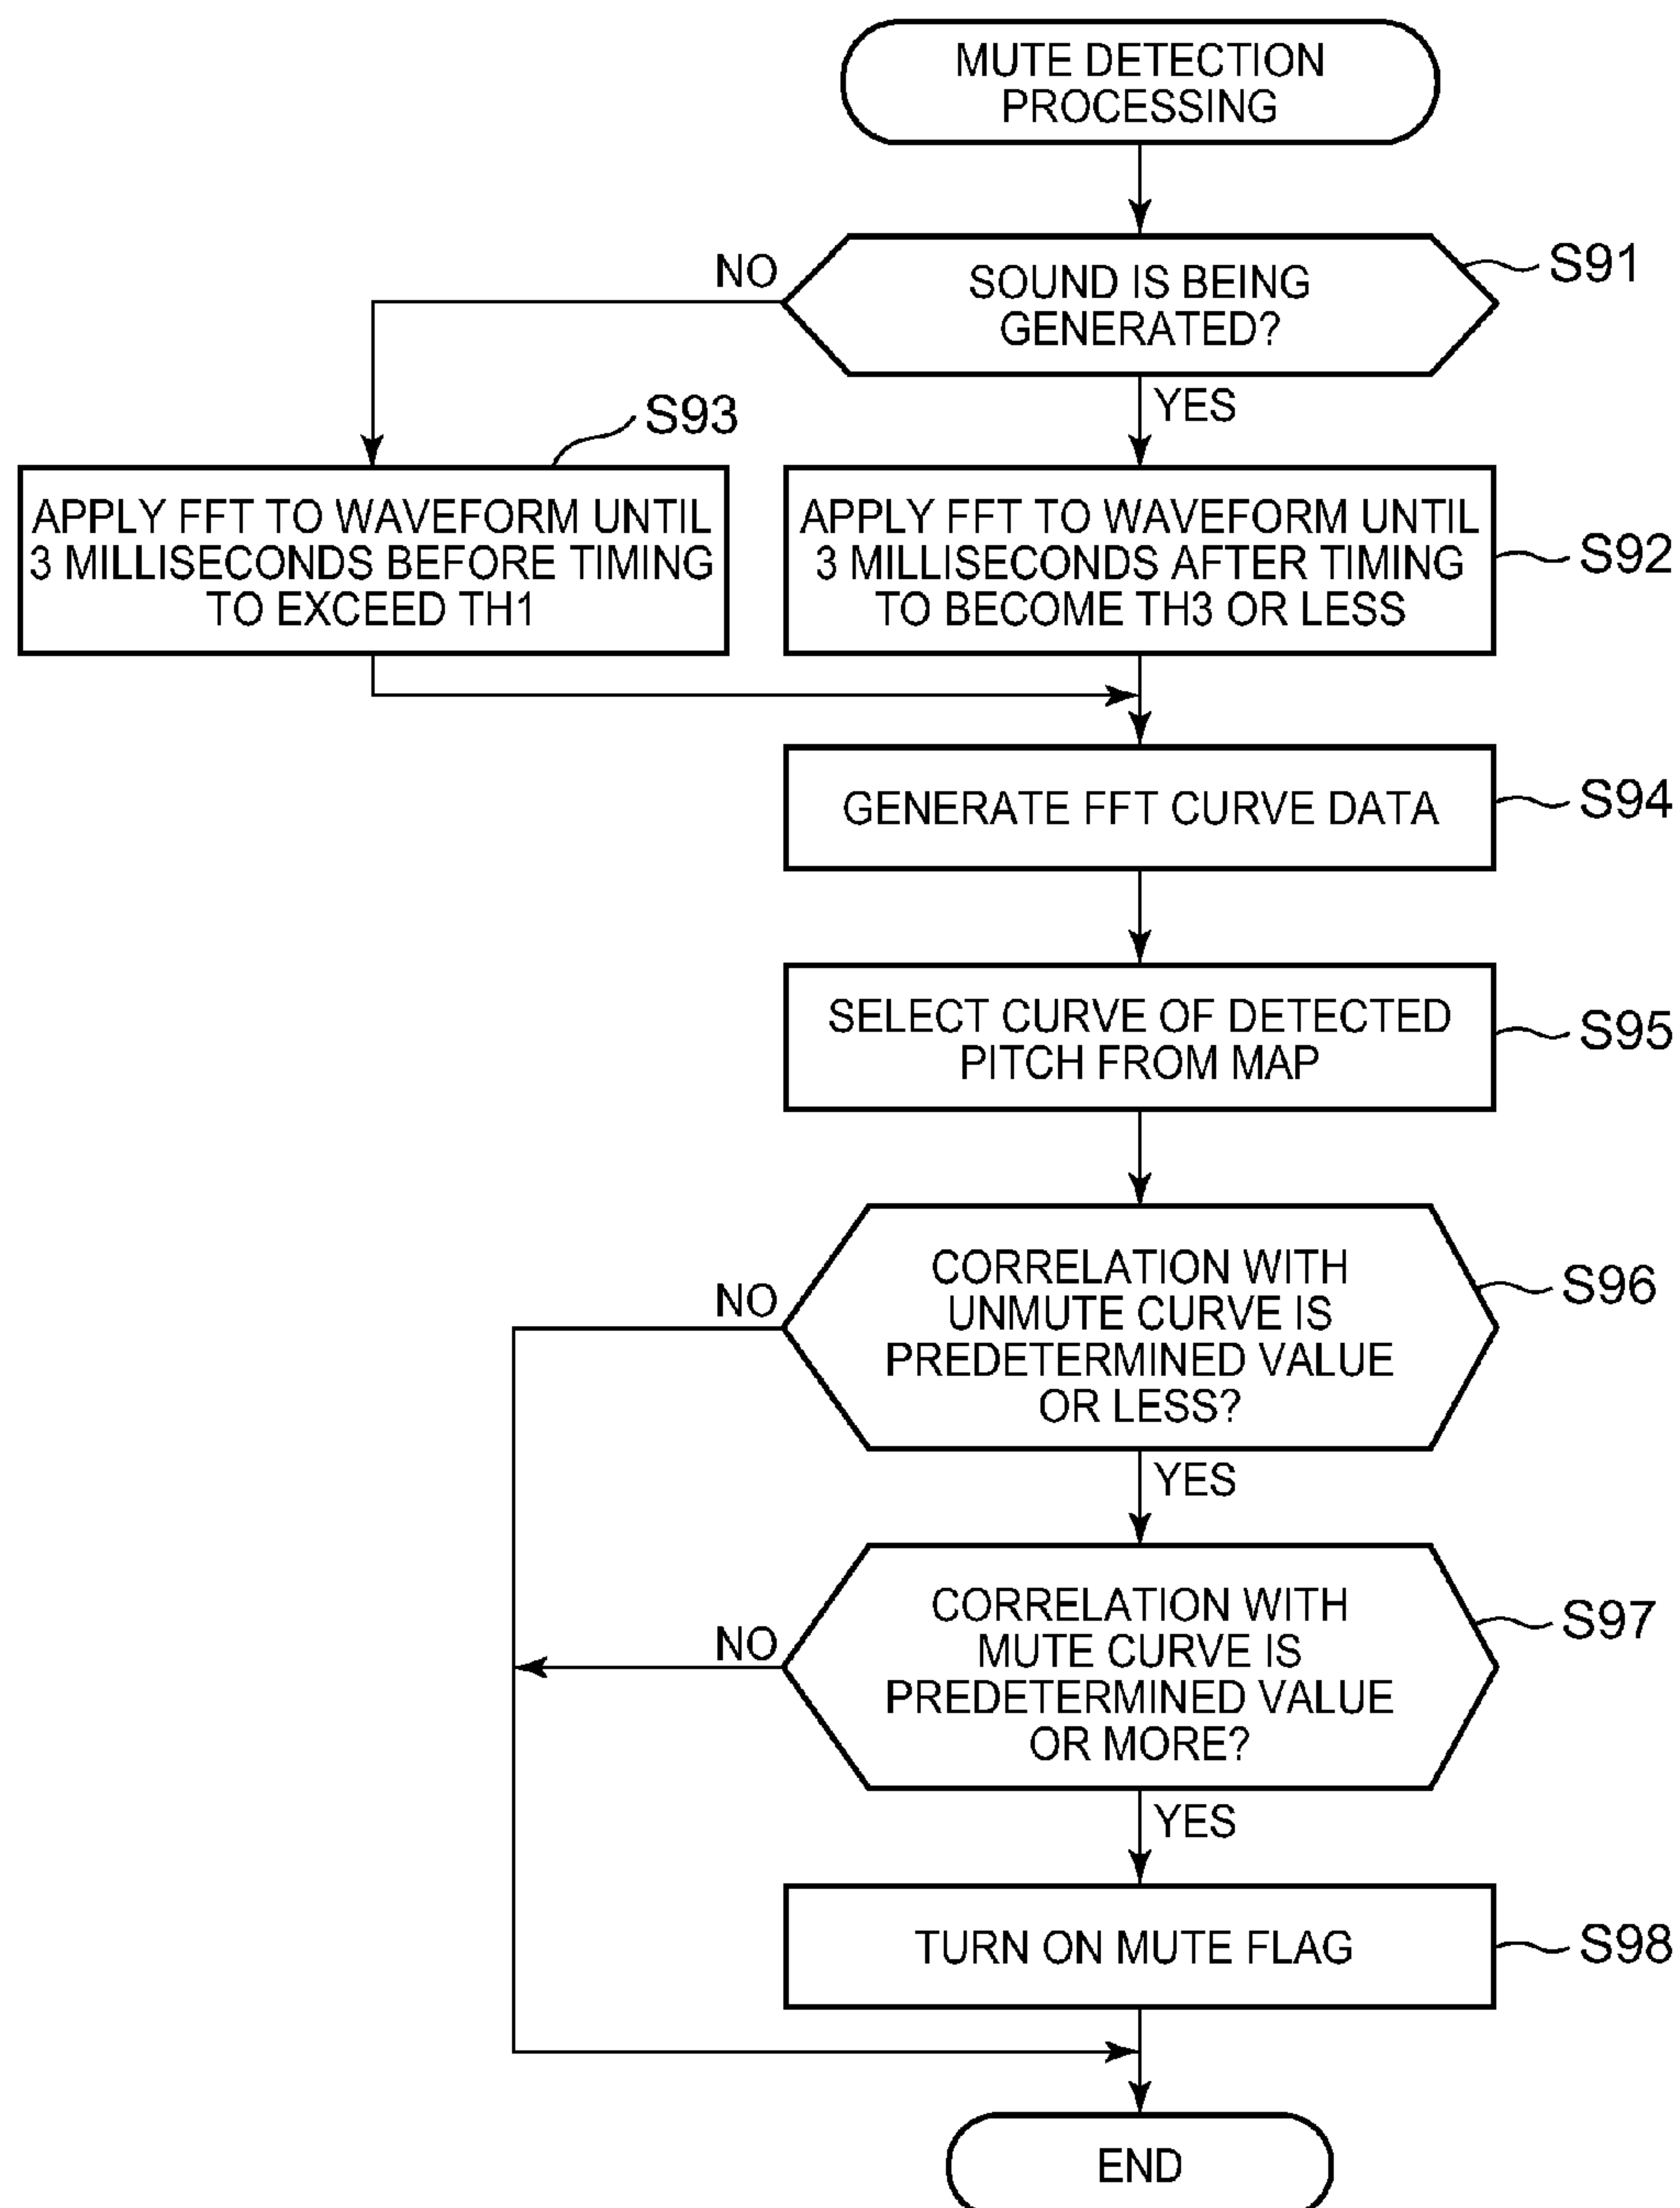 MUTE DETECTION
PROCESSING
NO
SOUND IS BEING
GENERATED?
S91
YES
S93
APPLY FFT TO WAVEFORM UNTIL
3 MILLISECONDS BEFORE TIMING
TO EXCEED TH1
APPLY FFT TO WAVEFORM UNTIL
3 MILLISECONDS AFTER TIMING
TO BECOME TH3 OR LESS
S92
GENERATE FFT CURVE DATA
S94
SELECT CURVE OF DETECTED
PITCH FROM MAP
S95
NO
CORRELATION WITH
UNMUTE CURVE IS
PREDETERMINED VALUE
OR LESS?
S96
YES
NO
CORRELATION WITH
MUTE CURVE IS
PREDETERMINED VALUE
OR MORE?
S97
YES
TURN ON MUTE FLAG
S98
END